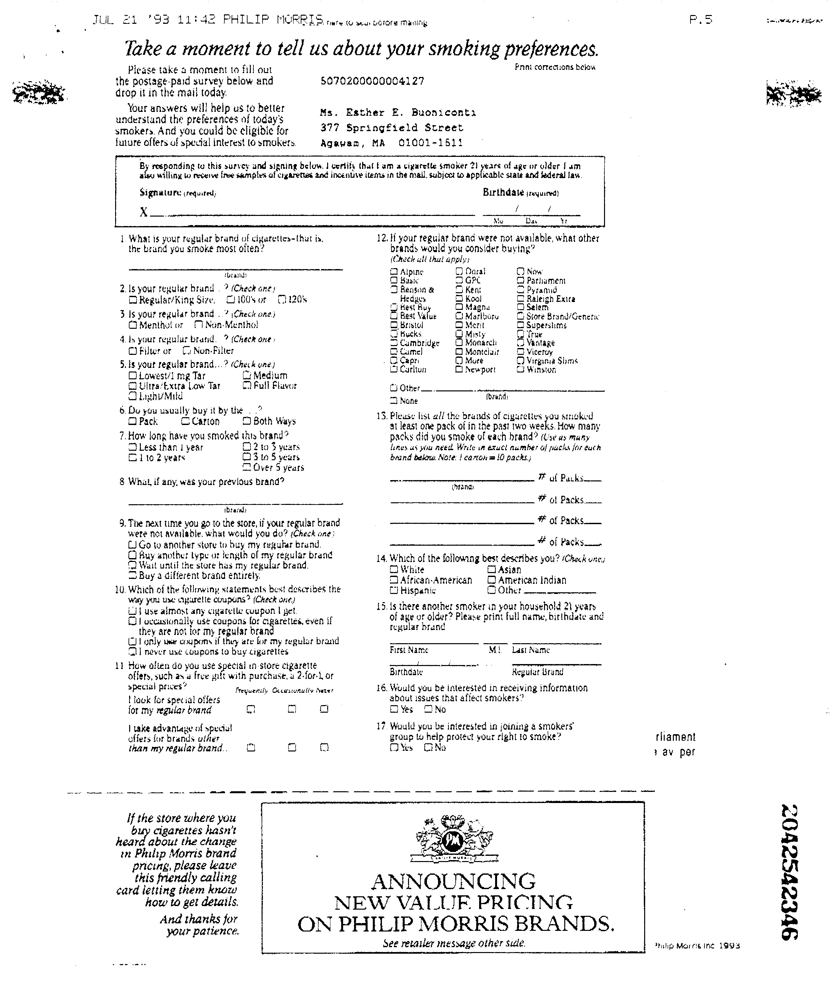 JUL 21 '93 11:42 PHILIP MORRIS
P.5
Take a moment to tell us about your smoking preferences.
Print corrections below.
Please take a moment to fill out
the postage-paid survey below and
drop it in the mail today.
Your answers will help us to better
understand the preferences of today's
smokers. And you could be eligible for
future offers of special interest to smokers.
5070200000004127
Ms. Esther E. Buoniconti
377 Springfield Street
Agawam, MA 01001-1511
By responding to this survey and signing below, I certify that I am a cigarette smoker 21 years of age or older. I am
also willing to receive free samples of cigarettes and incentive items in the mail, subject to applicable state and federal law.
Signature (required) Birthdate (required)
X / /
Mo Day Yr
1. What is your regular brand of cigarettes–that is,
the brand you smoke most often?
(brand)
2. Is your regular brand...? (Check one)
Regular/King Size, 100's or 120's
3. Is your regular brand...? (Check one)
Menthol or Non-Menthol
4. Is your regular brand...? (Check one)
Filter or Non-Filter
5. Is your regular brand...? (Check one)
Lowest/1 mg Tar Medium
Ultra/Extra Low Tar Full Flavor
Light/Mild
6. Do you usually buy it by the...?
Pack Carton Both Ways
7. How long have you smoked this brand?
Less than 1 year 2 to 3 years
1 to 2 years 3 to 5 years
Over 5 years
8. What, if any, was your previous brand?
(brand)
9. The next time you go to the store, if your regular brand
were not available, what would you do? (Check one)
Go to another store to buy my regular brand.
Buy another type or length of my regular brand
Wait until the store has my regular brand.
Buy a different brand entirely.
10. Which of the following statements best describes the
way you use cigarette coupons? (Check one)
I use almost any cigarette coupon I get.
I occasionally use coupons for cigarettes, even if
they are not for my regular brand
I only use coupons if they are for my regular brand
I never use coupons to buy cigarettes
11. How often do you use special in store cigarette
offers, such as a free gift with purchase, a 2-for-1, or
special prices?
Frequently Occasionally Never
I look for special offers
for my regular brand
I take advantage of special
offers for brands other
than my regular brand..
12. If your regular brand were not available, what other
brands would you consider buying?
(Check all that apply)
Alpine Doral Now
Basic GPC Parliament
Benson & Kent Pyramid
Hedges Kool Raleigh Extra
Best Buy Magna Salem
Best Value Marlboro Store Brand/Generic
Bristol Merit Superslims
Bucks Misty True
Cambridge Monarch Vantage
Camel Montclair Viceroy
Capri More Virginia Slims
Carlton Newport Winston
Other
(brand)
None
13. Please list all the brands of cigarettes you smoked
at least one pack of in the past two weeks. How many
packs did you smoke of each brand? (Use as many
lines as you need. Write in exact number of packs for each
brand below. Note: 1 carton = 10 packs.)
# of Packs
(brand)
# of Packs
# of Packs
# of Packs
14. Which of the following best describes you? (Check one)
White Asian
African-American American Indian
Hispanic Other
15. Is there another smoker in your household 21 years
of age or older? Please print full name, birthdate and
regular brand
First Name M I Last Name
/ /
Birthdate Regular Brand
16. Would you be interested in receiving information
about issues that affect smokers?
Yes No
17. Would you be interested in joining a smokers'
group to help protect your right to smoke?
Yes No
rliament
av per
If the store where you
buy cigarettes hasn't
heard about the change
in Philip Morris brand
pricing, please leave
this friendly calling
card letting them know
how to get details.
And thanks for
your patience.
PM
PHILIP MORRIS
ANNOUNCING
NEW VALUE PRICING
ON PHILIP MORRIS BRANDS.
See retailer message other side.
Philip Morris Inc. 1993
2042542346